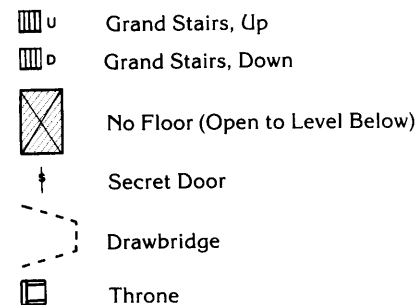 U Grand Stairs, Up
D Grand Stairs, Down
No Floor (Open to Level Below)
S Secret Door
Drawbridge
Throne